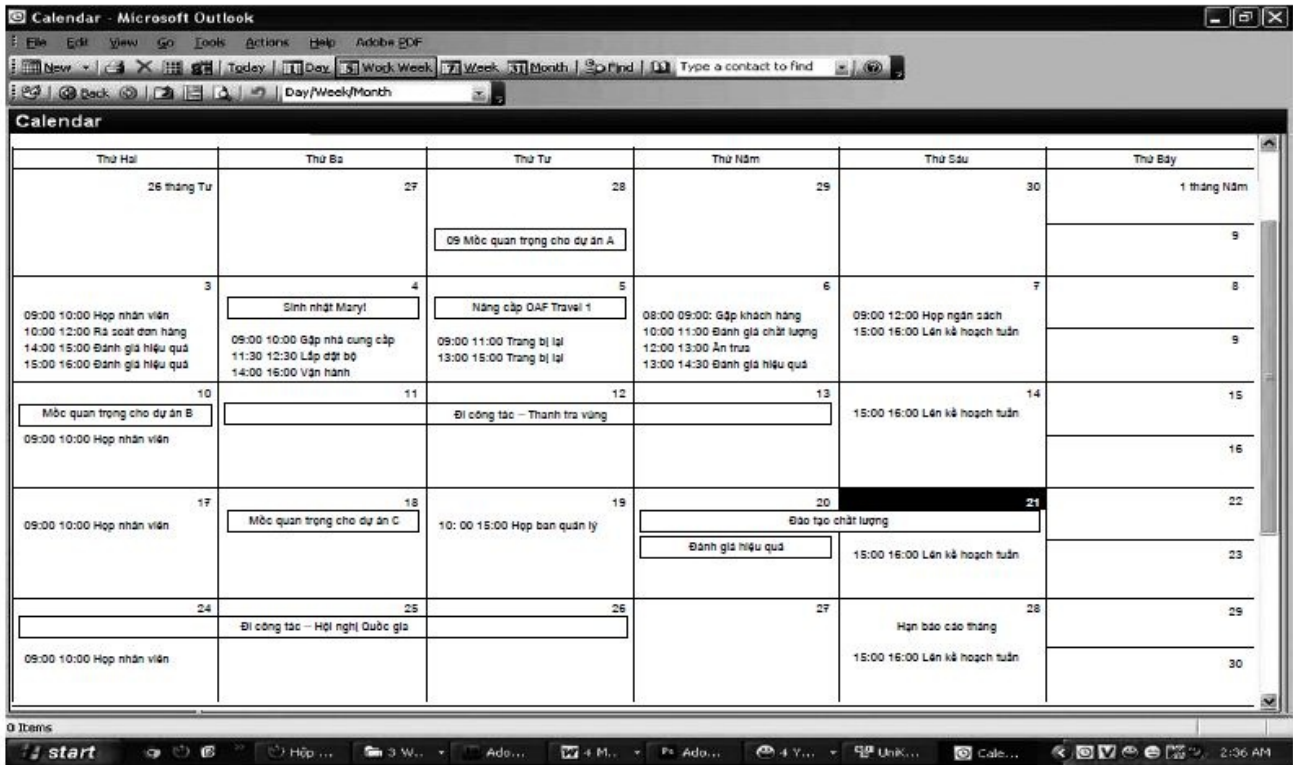 Calendar - Microsoft Outlook
File Edit View Go Tools Actions Help Adobe PDF
New Today 1 Day 5 Work Week 7 Week 31 Month Find Type a contact to find
Back Day/Week/Month
Calendar
Thứ Hai Thứ Ba Thứ Tư Thứ Năm Thứ Sáu Thứ Bảy
26 tháng Tư 27 28 29 30 1 tháng Năm
9
09 Mốc quan trọng cho dự án A
3 4 5 6 7 8
Sinh nhật Mary! Nâng cấp OAF Travel 1
09:00 10:00 Họp nhân viên
10:00 12:00 Rà soát đơn hàng
14:00 15:00 Đánh giá hiệu quả
15:00 16:00 Đánh giá hiệu quả
09:00 10:00 Gặp nhà cung cấp
11:30 12:30 Lắp đặt bộ
14:00 16:00 Vận hành
09:00 11:00 Trang bị lại
13:00 15:00 Trang bị lại
08:00 09:00: Gặp khách hàng
10:00 11:00 Đánh giá chất lượng
12:00 13:00 Ăn trưa
13:00 14:30 Đánh giá hiệu quả
09:00 12:00 Họp ngân sách
15:00 16:00 Lên kế hoạch tuần
9
10 11 12 13 14 15
Mốc quan trọng cho dự án B
Đi công tác – Thanh tra vùng
15:00 16:00 Lên kế hoạch tuần
09:00 10:00 Họp nhân viên
16
17 18 19 20 21 22
Mốc quan trọng cho dự án C
Đào tạo chất lượng
09:00 10:00 Họp nhân viên
10: 00 15:00 Họp ban quản lý
Đánh giá hiệu quả
15:00 16:00 Lên kế hoạch tuần
23
24 25 26 27 28 29
Đi công tác – Hội nghị Quốc gia
Hạn báo cáo tháng
09:00 10:00 Họp nhân viên
15:00 16:00 Lên kế hoạch tuần
30
0 Items
start Hộp ... 3 W... Ado... 4 M... Ado... 4 Y... UniK... Cale... 2:36 AM